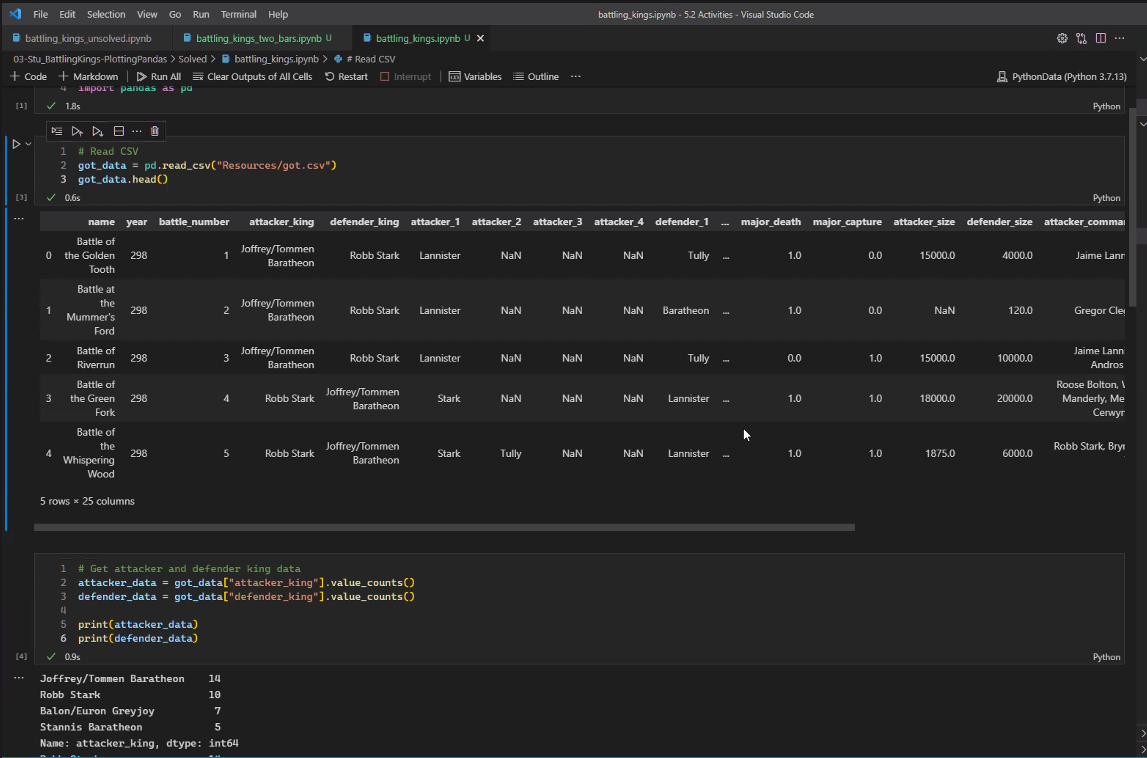 File Edit Selection View Go Run Terminal Help battling_kings.ipynb - 5.2 Activities - Visual Studio Code
battling_kings_unsolved.ipynb battling_kings_two_bars.ipynb U battling_kings.ipynb U
03-Stu_BattlingKings-PlottingPandas > Solved > battling_kings.ipynb > # Read CSV
+ Code + Markdown Run All Clear Outputs of All Cells Restart Interrupt Variables Outline ... PythonData (Python 3.7.13)
4 import pandas as pd
[1] 1.8s Python
1 # Read CSV
2 got_data = pd.read_csv("Resources/got.csv")
3 got_data.head()
[3] 0.6s Python
name year battle_number attacker_king defender_king attacker_1 attacker_2 attacker_3 attacker_4 defender_1 ... major_death major_capture attacker_size defender_size attacker_comma
Battle of
0 the Golden 298 1 Joffrey/Tommen Robb Stark Lannister NaN NaN NaN Tully ... 1.0 0.0 15000.0 4000.0 Jaime Lann
Tooth Baratheon
Battle at
the
1 Mummer's 298 2 Joffrey/Tommen Robb Stark Lannister NaN NaN NaN Baratheon ... 1.0 0.0 NaN 120.0 Gregor Cleg
Ford Baratheon
2 Battle of 298 3 Joffrey/Tommen Robb Stark Lannister NaN NaN NaN Tully ... 0.0 1.0 15000.0 10000.0 Jaime Lann
Riverrun Baratheon Andros
Battle of Roose Bolton, W
3 the Green 298 4 Robb Stark Joffrey/Tommen Stark NaN NaN NaN Lannister ... 1.0 1.0 18000.0 20000.0 Manderly, Me
Fork Baratheon Cerwyn
Battle of
the Joffrey/Tommen Robb Stark, Bryn
4 Whispering 298 5 Robb Stark Baratheon Stark Tully NaN NaN Lannister ... 1.0 1.0 1875.0 6000.0
Wood
5 rows × 25 columns
1 # Get attacker and defender king data
2 attacker_data = got_data["attacker_king"].value_counts()
3 defender_data = got_data["defender_king"].value_counts()
4
5 print(attacker_data)
6 print(defender_data)
[4] 0.9s Python
Joffrey/Tommen Baratheon 14
Robb Stark 10
Balon/Euron Greyjoy 7
Stannis Baratheon 5
Name: attacker_king, dtype: int64